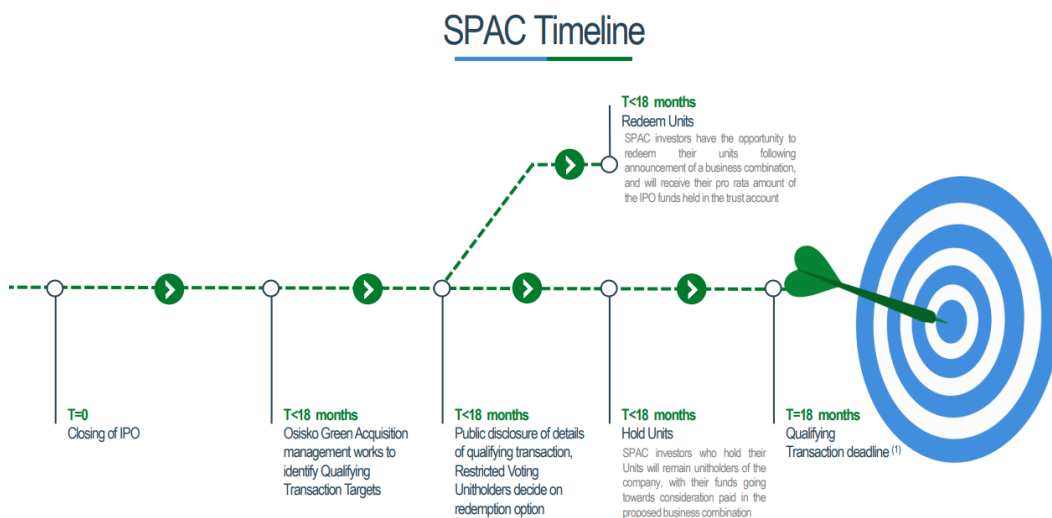 SPAC Timeline
T<18 months
Redeem Units
SPAC investors have the opportunity to
redeem their units following
announcement of a business combination,
and will receive their pro rata amount of
the IPO funds held in the trust account
T=0
Closing of IPO
T<18 months
Osisko Green Acquisition
management works to
identify Qualifying
Transaction Targets
T<18 months
Public disclosure of details
of qualifying transaction,
Restricted Voting
Unitholders decide on
redemption option
T<18 months
Hold Units
SPAC investors who hold their
Units will remain unitholders of the
company, with their funds going
towards consideration paid in the
proposed business combination
T=18 months
Qualifying
Transaction deadline (1)